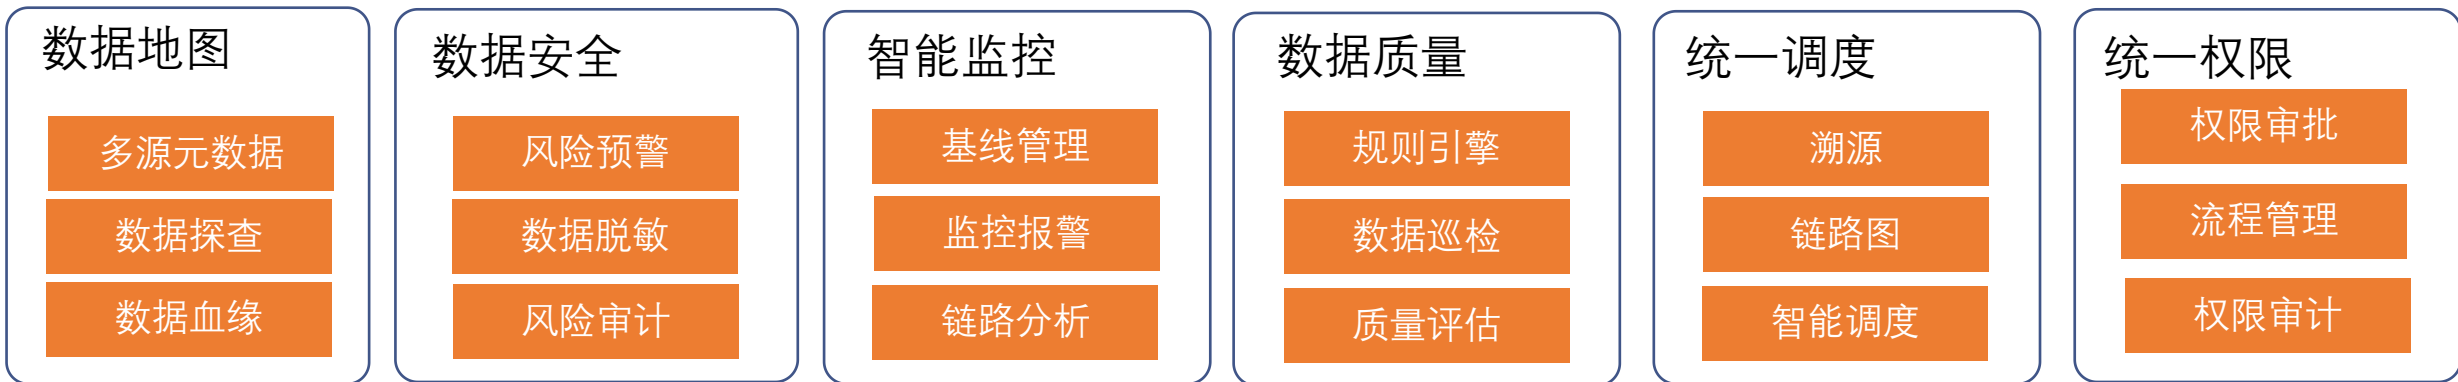 数据地图
多源元数据
数据探查
数据血缘
数据安全
风险预警
数据脱敏
风险审计
智能监控
基线管理
监控报警
链路分析
数据质量
规则引擎
数据巡检
质量评估
统一调度
溯源
链路图
智能调度
统一权限
权限审批
流程管理
权限审计